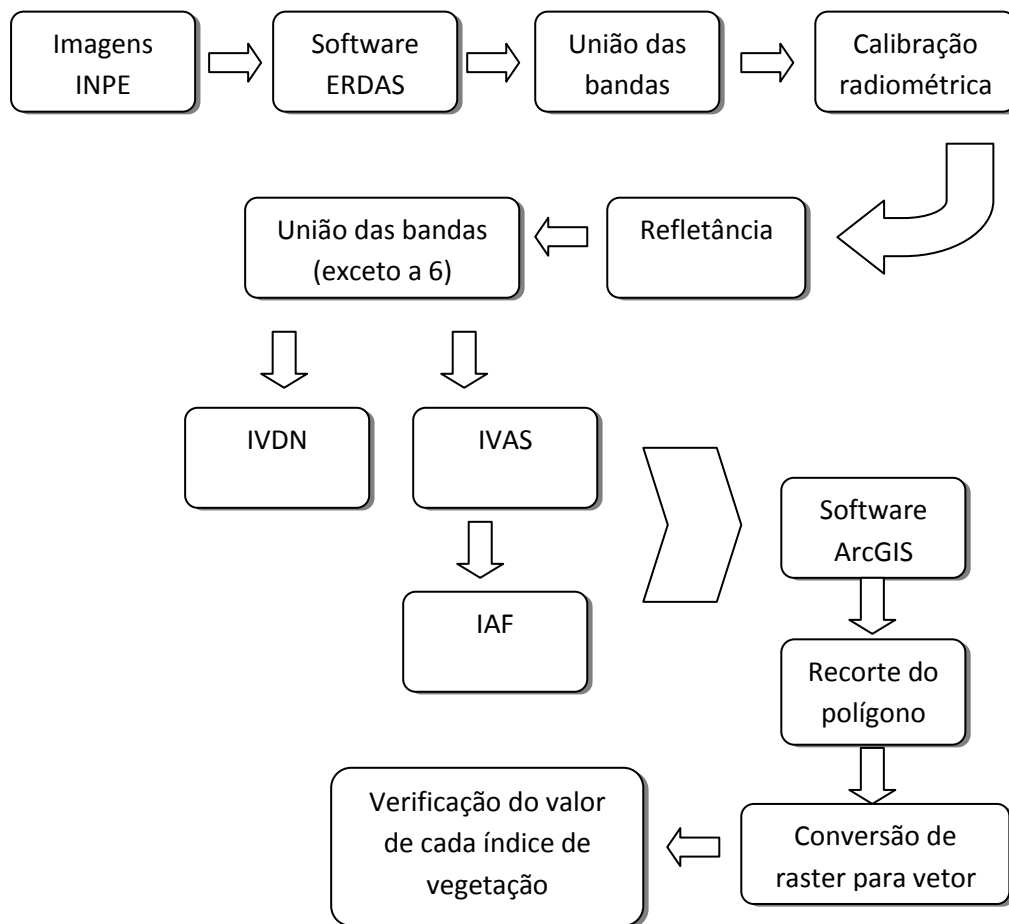 Imagens
INPE
Software
ERDAS
União das
bandas
Calibração
radiométrica
União das bandas
(exceto a 6)
Refletância
IVDN
IVAS
IAF
Software
ArcGIS
Recorte do
polígono
Conversão de
raster para vetor
Verificação do valor
de cada índice de
vegetação